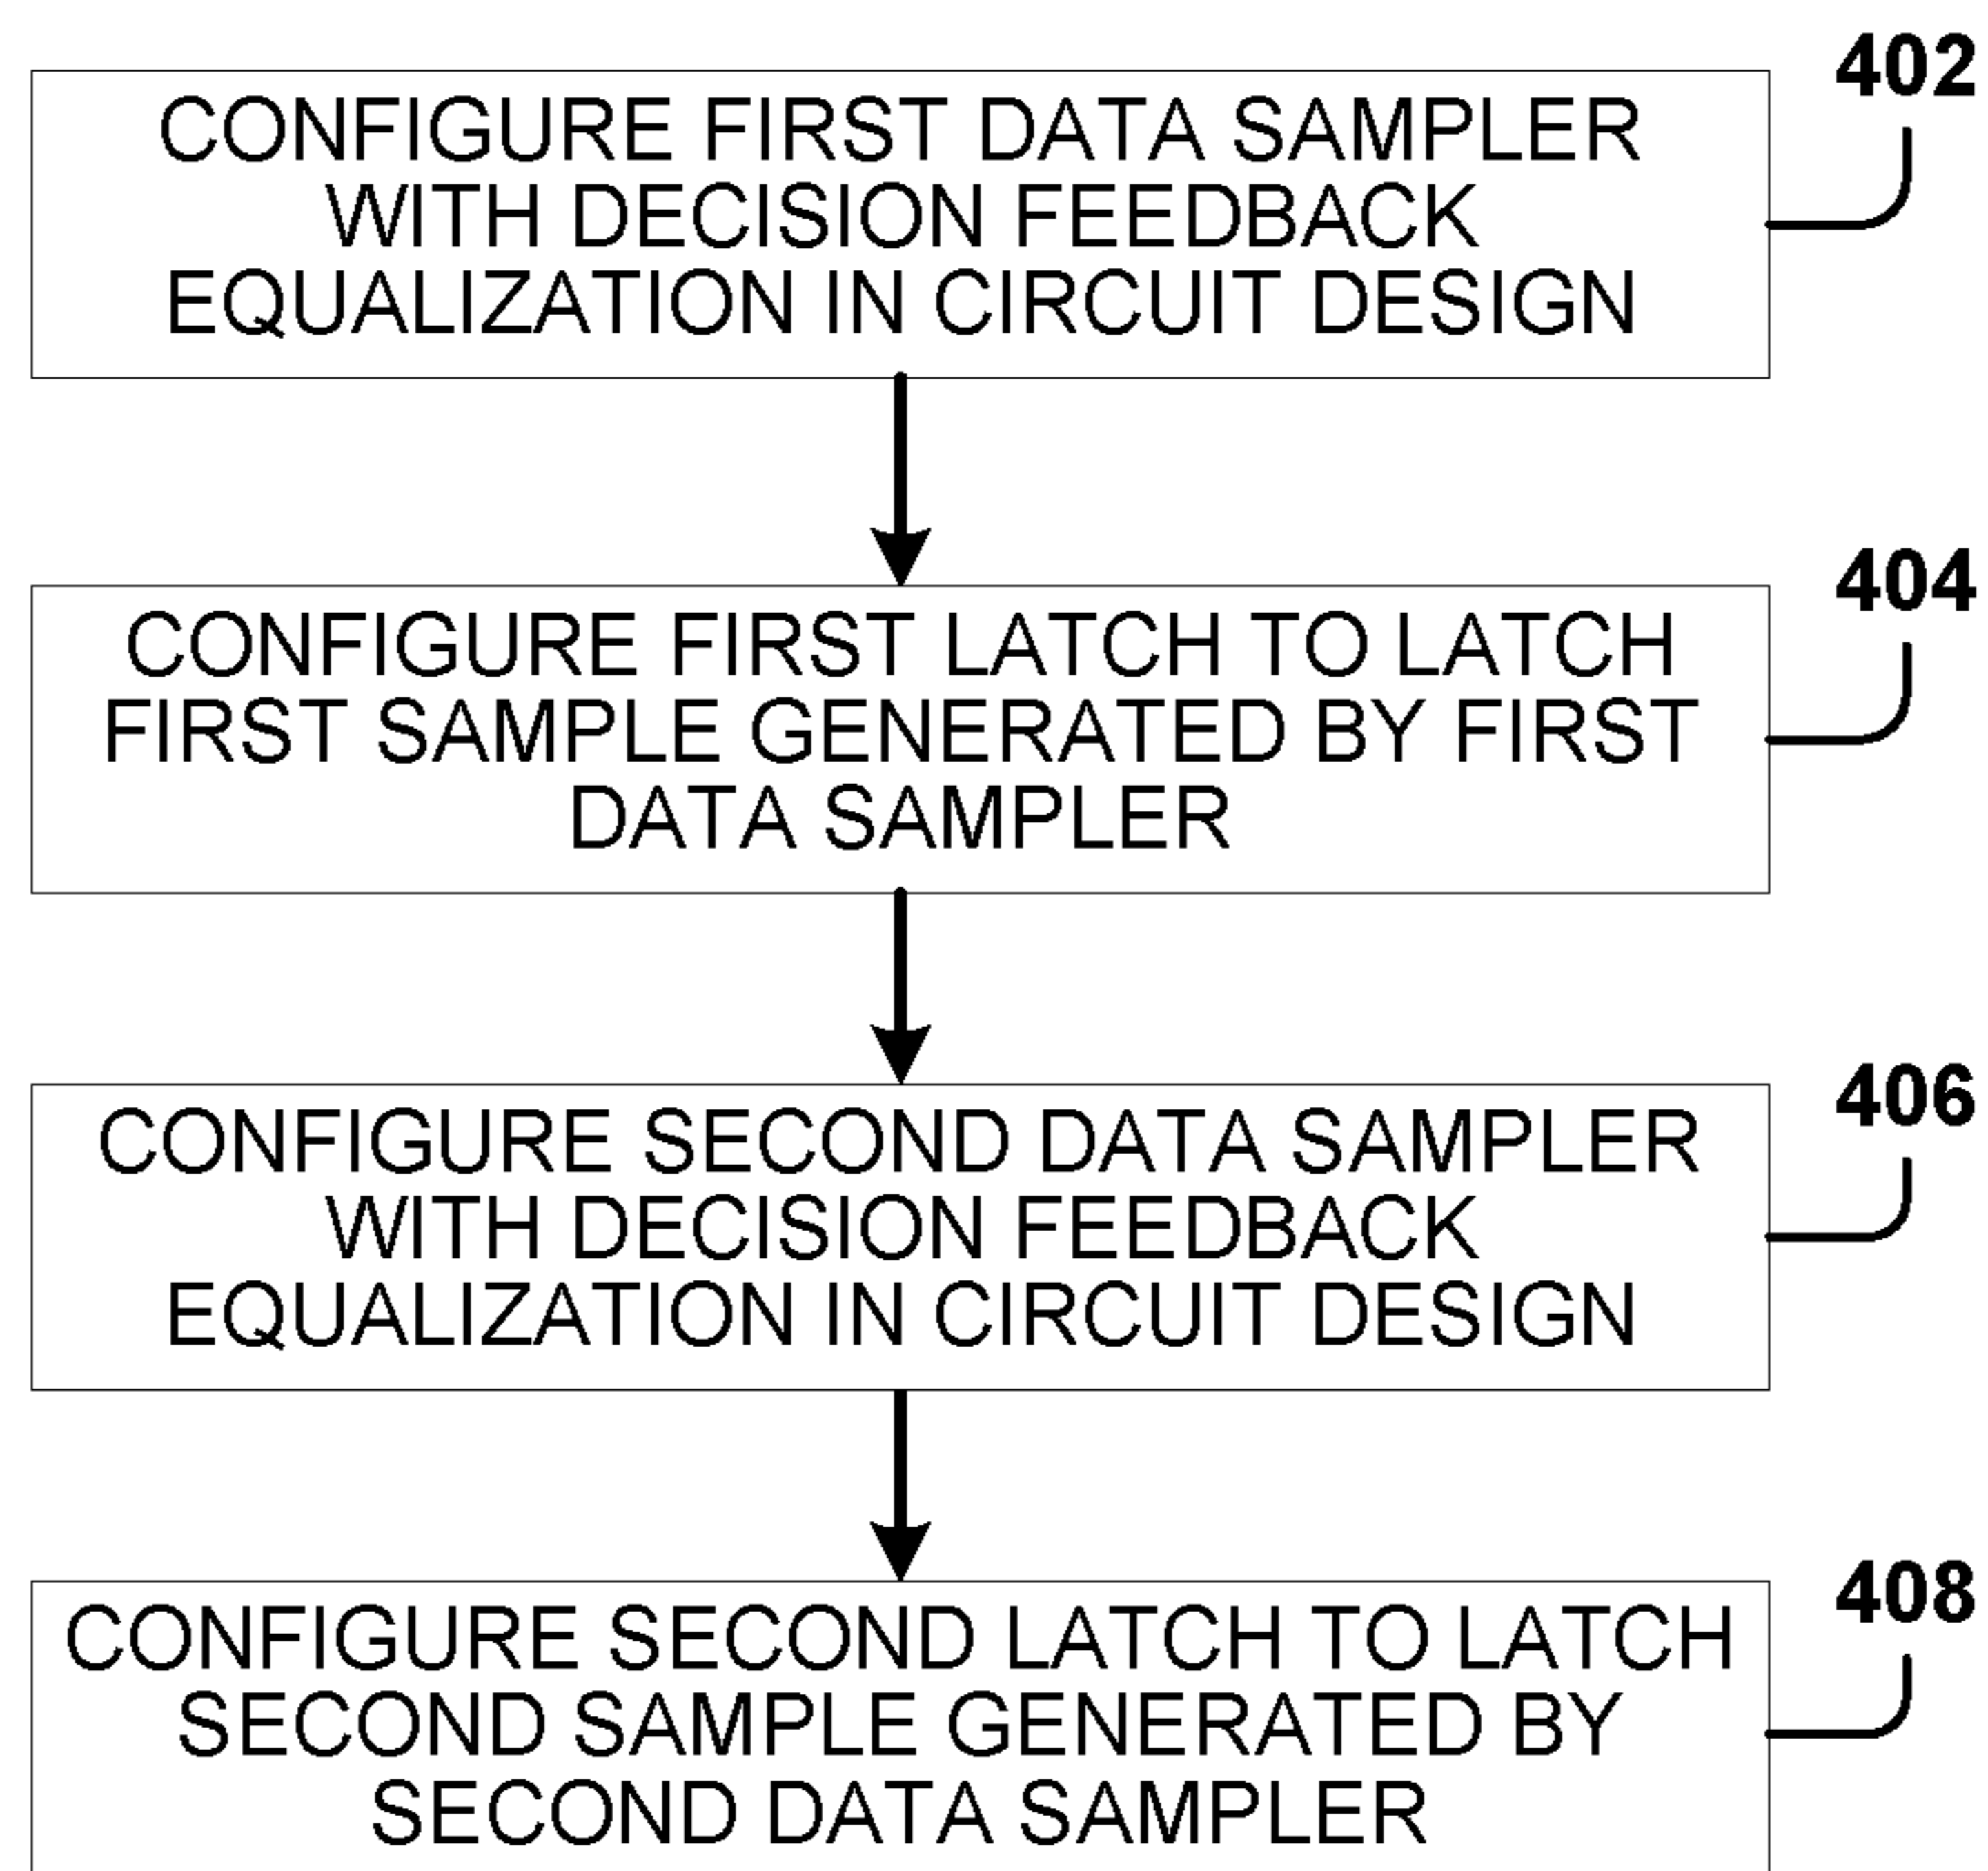 402
CONFIGURE FIRST DATA SAMPLER
WITH DECISION FEEDBACK
EQUALIZATION IN CIRCUIT DESIGN
404
CONFIGURE FIRST LATCH TO LATCH
FIRST SAMPLE GENERATED BY FIRST
DATA SAMPLER
406
CONFIGURE SECOND DATA SAMPLER
WITH DECISION FEEDBACK
EQUALIZATION IN CIRCUIT DESIGN
408
CONFIGURE SECOND LATCH TO LATCH
SECOND SAMPLE GENERATED BY
SECOND DATA SAMPLER